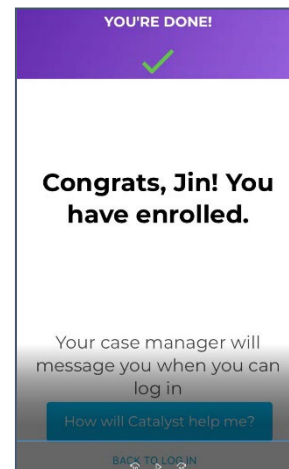 YOU'RE DONE!
Congrats, Jin! You
have enrolled.
Your case manager will
message you when you can
log in
How will Catalyst help me?
BACK TO LOG IN